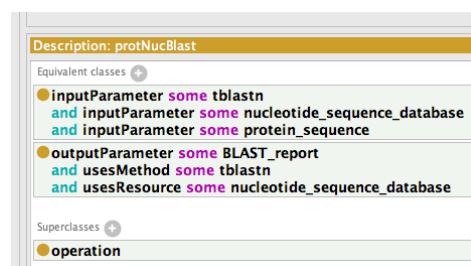 Description: protNucBlast
Equivalent classes
inputParameter some tblastn
and inputParameter some nucleotide_sequence_database
and inputParameter some protein_sequence
outputParameter some BLAST_report
and usesMethod some tblastn
and usesResource some nucleotide_sequence_database
Superclasses
operation